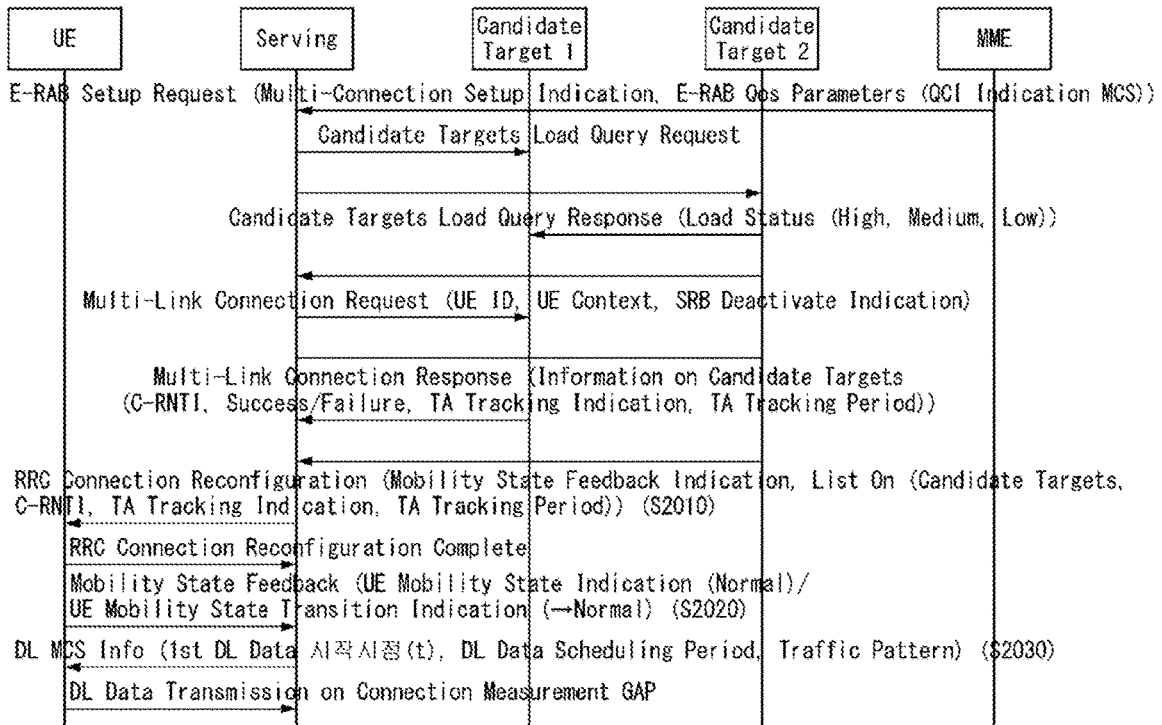 UE
Serving
Candidate
Target 1
Candidate
Target 2
MME
E-RAB Setup Request (Multi-Connection Setup Indication, E-RAB Qos Parameters (QCI Indication MCS))
Candidate Targets Load Query Request
Candidate Targets Load Query Response (Load Status (High, Medium, Low))
Multi-Link Connection Request (UE ID, UE Context, SRB Deactivate Indication)
Multi-Link Connection Response (Information on Candidate Targets
(C-RNTI, Success/Failure, TA Tracking Indication, TA Tracking Period))
RRC Connection Reconfiguration (Mobility State Feedback Indication, List On (Candidate Targets,
C-RNTI, TA Tracking Indication, TA Tracking Period)) (S2010)
RRC Connection Reconfiguration Complete
Mobility State Feedback (UE Mobility State Indication (Normal)/
UE Mobility State Transition Indication (→Normal) (S2020)
DL MCS Info (1st DL Data 시작시점(t), DL Data Scheduling Period, Traffic Pattern) (S2030)
DL Data Transmission on Connection Measurement GAP